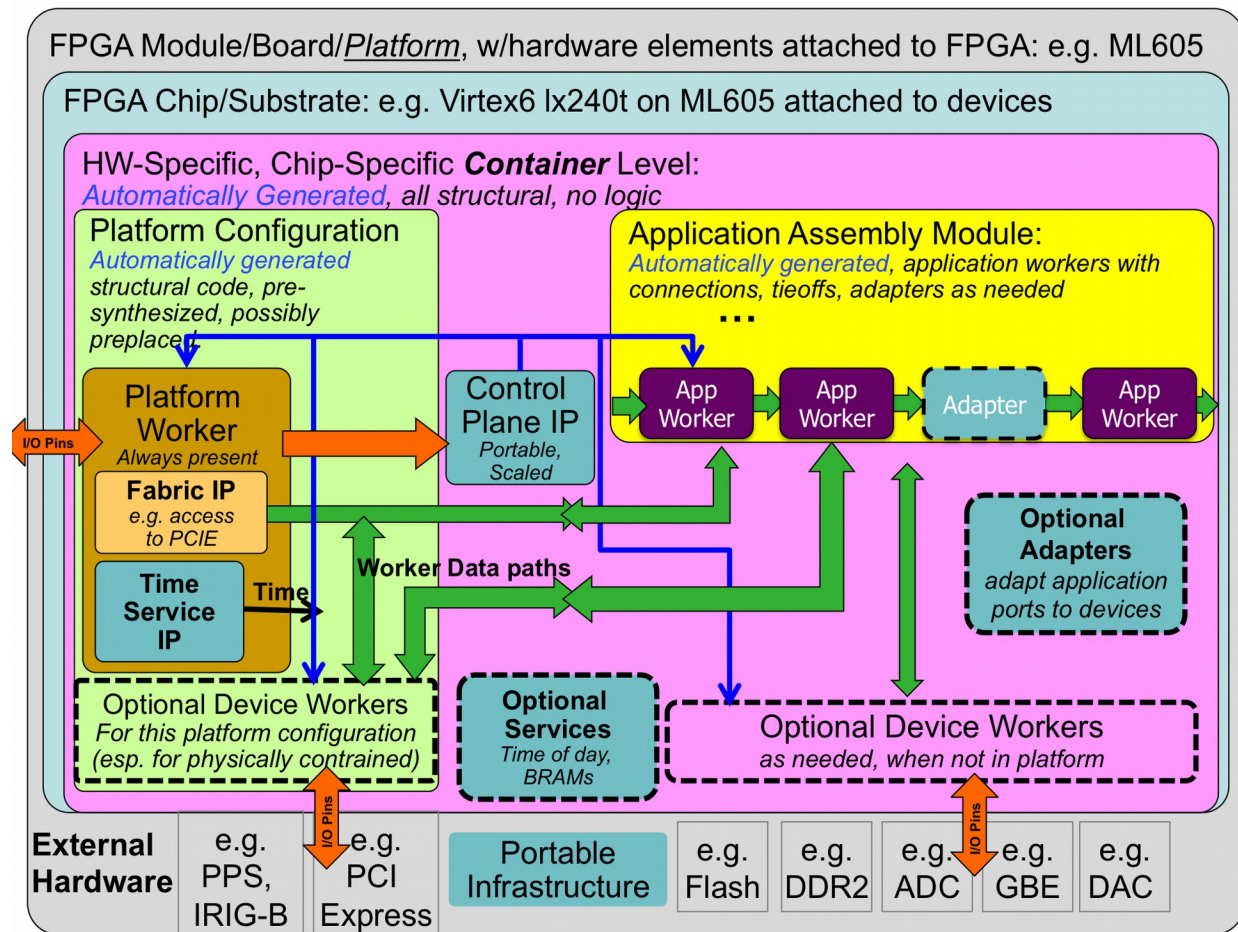 FPGA Module/Board/Platform, w/hardware elements attached to FPGA: e.g. ML605
FPGA Chip/Substrate: e.g. Virtex6 lx240t on ML605 attached to devices
HW-Specific, Chip-Specific Container Level:
Automatically Generated, all structural, no logic
Platform Configuration
Automatically generated
structural code, pre-
synthesized, possibly
preplaced.
Application Assembly Module:
Automatically generated, application workers with
connections, tieoffs, adapters as needed
...
Platform
Worker
Always present
I/O Pins
Control
Plane IP
Portable,
Scaled
App
Worker
App
Worker
Adapter
App
Worker
Fabric IP
e.g. access
to PCIE
Time
Service
IP
Time
Worker Data paths
Optional
Adapters
adapt application
ports to devices
Optional Device Workers
For this platform configuration
(esp. for physically contrained)
Optional
Services
Time of day,
BRAMs
Optional Device Workers
as needed, when not in platform
I/O Pins
I/O Pins
External
Hardware
e.g.
PPS,
IRIG-B
e.g.
PCI
Express
Portable
Infrastructure
e.g.
Flash
e.g.
DDR2
e.g.
ADC
e.g.
GBE
e.g.
DAC